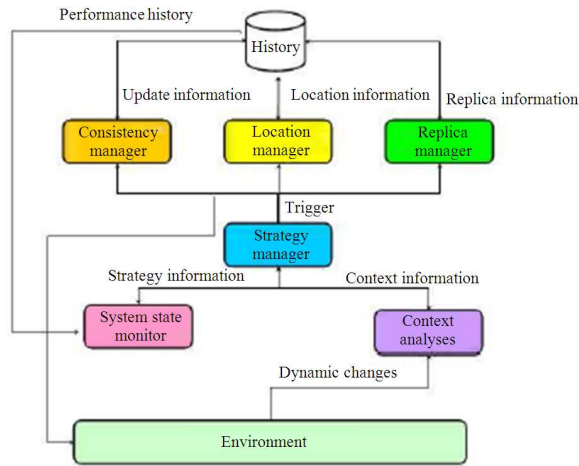 Performance history
History
Update information
Location information
Replica information
Consistency
manager
Location
manager
Replica
manager
Trigger
Strategy
manager
Strategy information
Context information
System state
monitor
Context
analyses
Dynamic changes
Environment